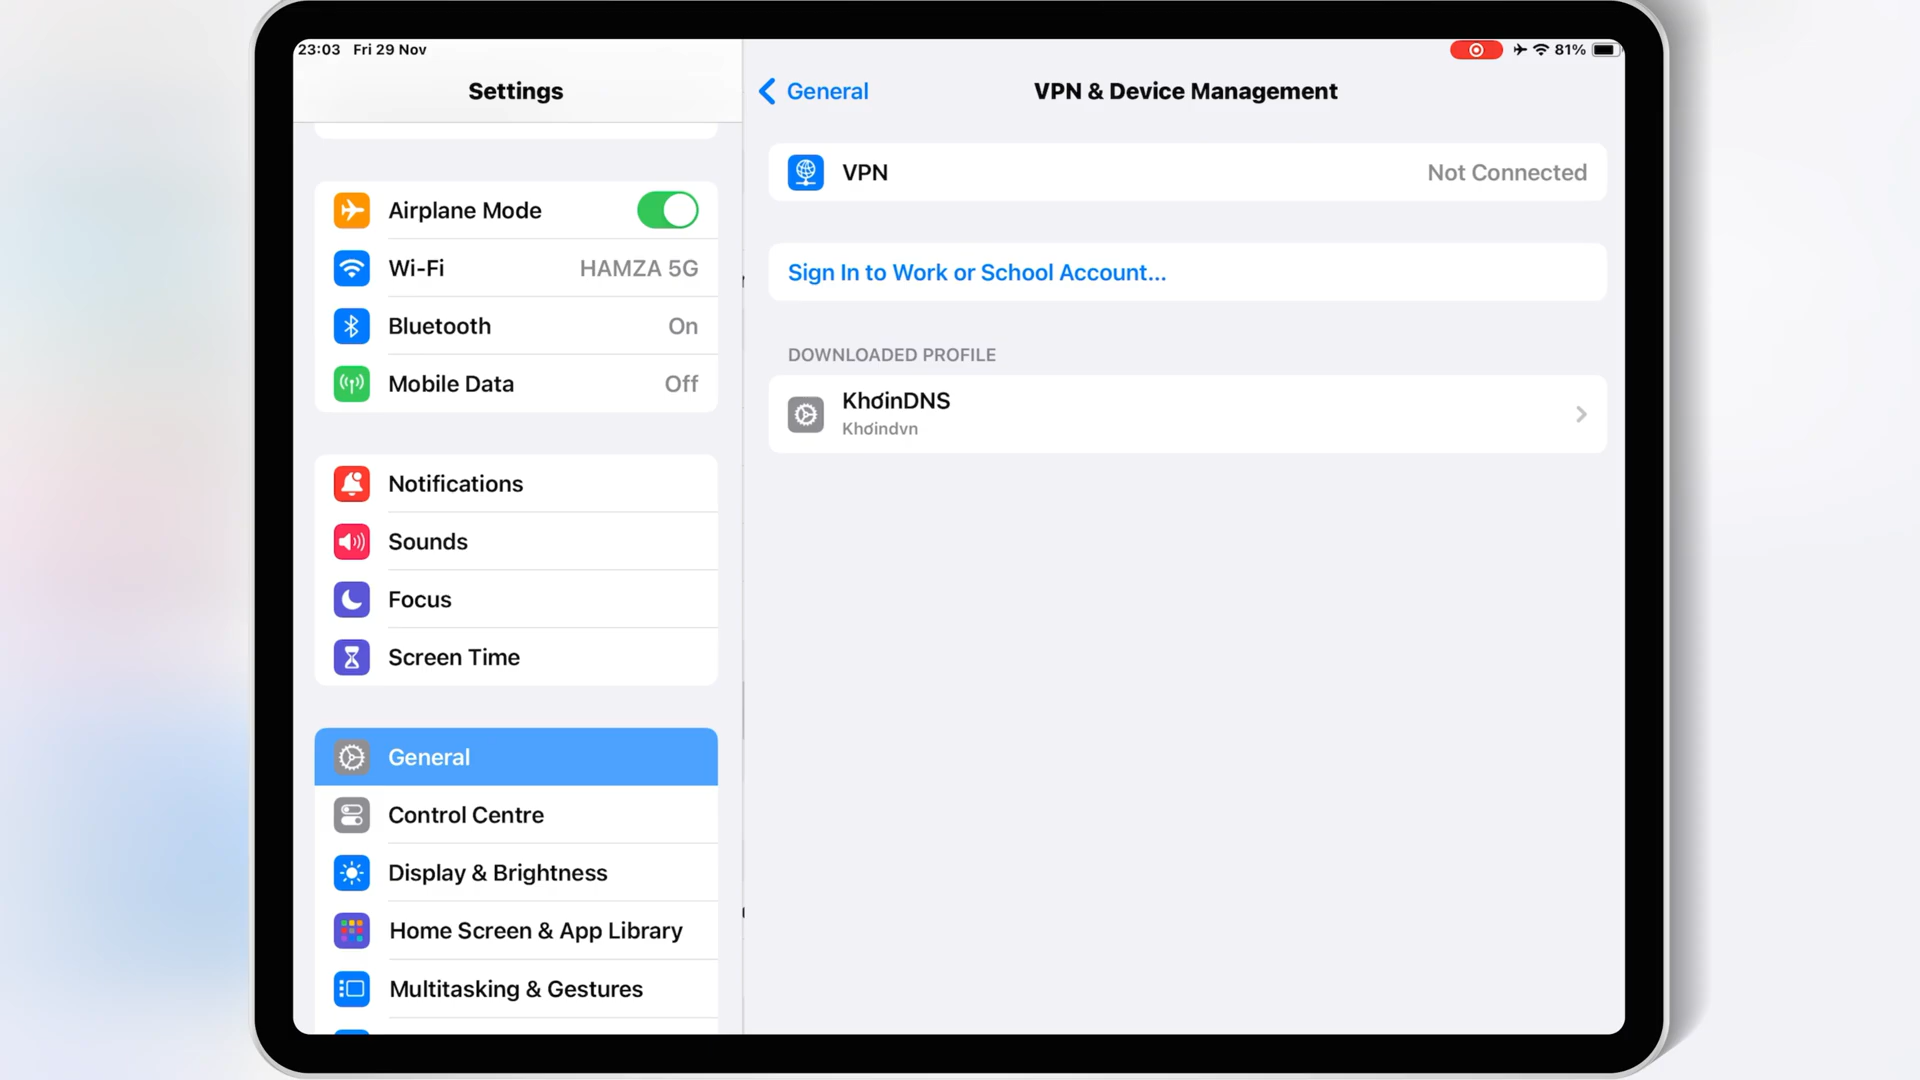 23:03 Fri 29 Nov
81%
Settings
Airplane Mode
Wi-Fi HAMZA 5G
Bluetooth On
Mobile Data Off
Notifications
Sounds
Focus
Screen Time
General
Control Centre
Display & Brightness
Home Screen & App Library
Multitasking & Gestures
General
VPN & Device Management
VPN Not Connected
Sign In to Work or School Account...
DOWNLOADED PROFILE
KhơinDNS
Khơindvn